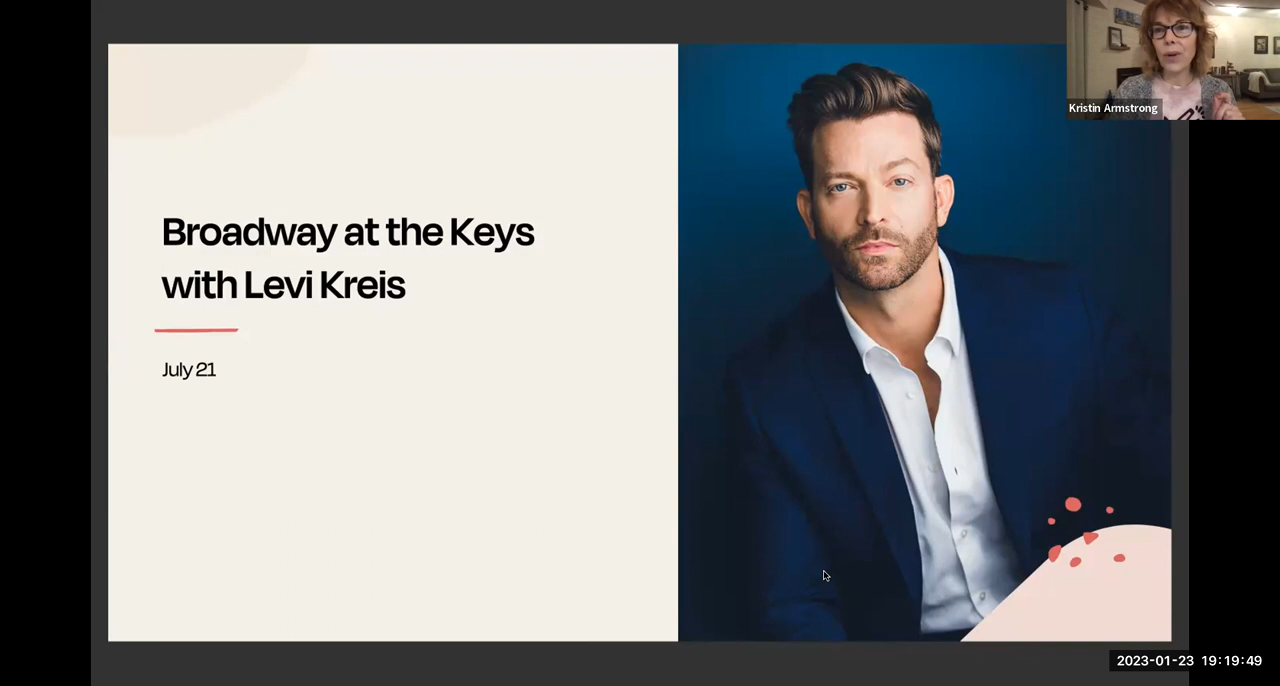 Broadway at the Keys
with Levi Kreis
July 21
Kristin Armstrong
2023-01-23 19:19:49